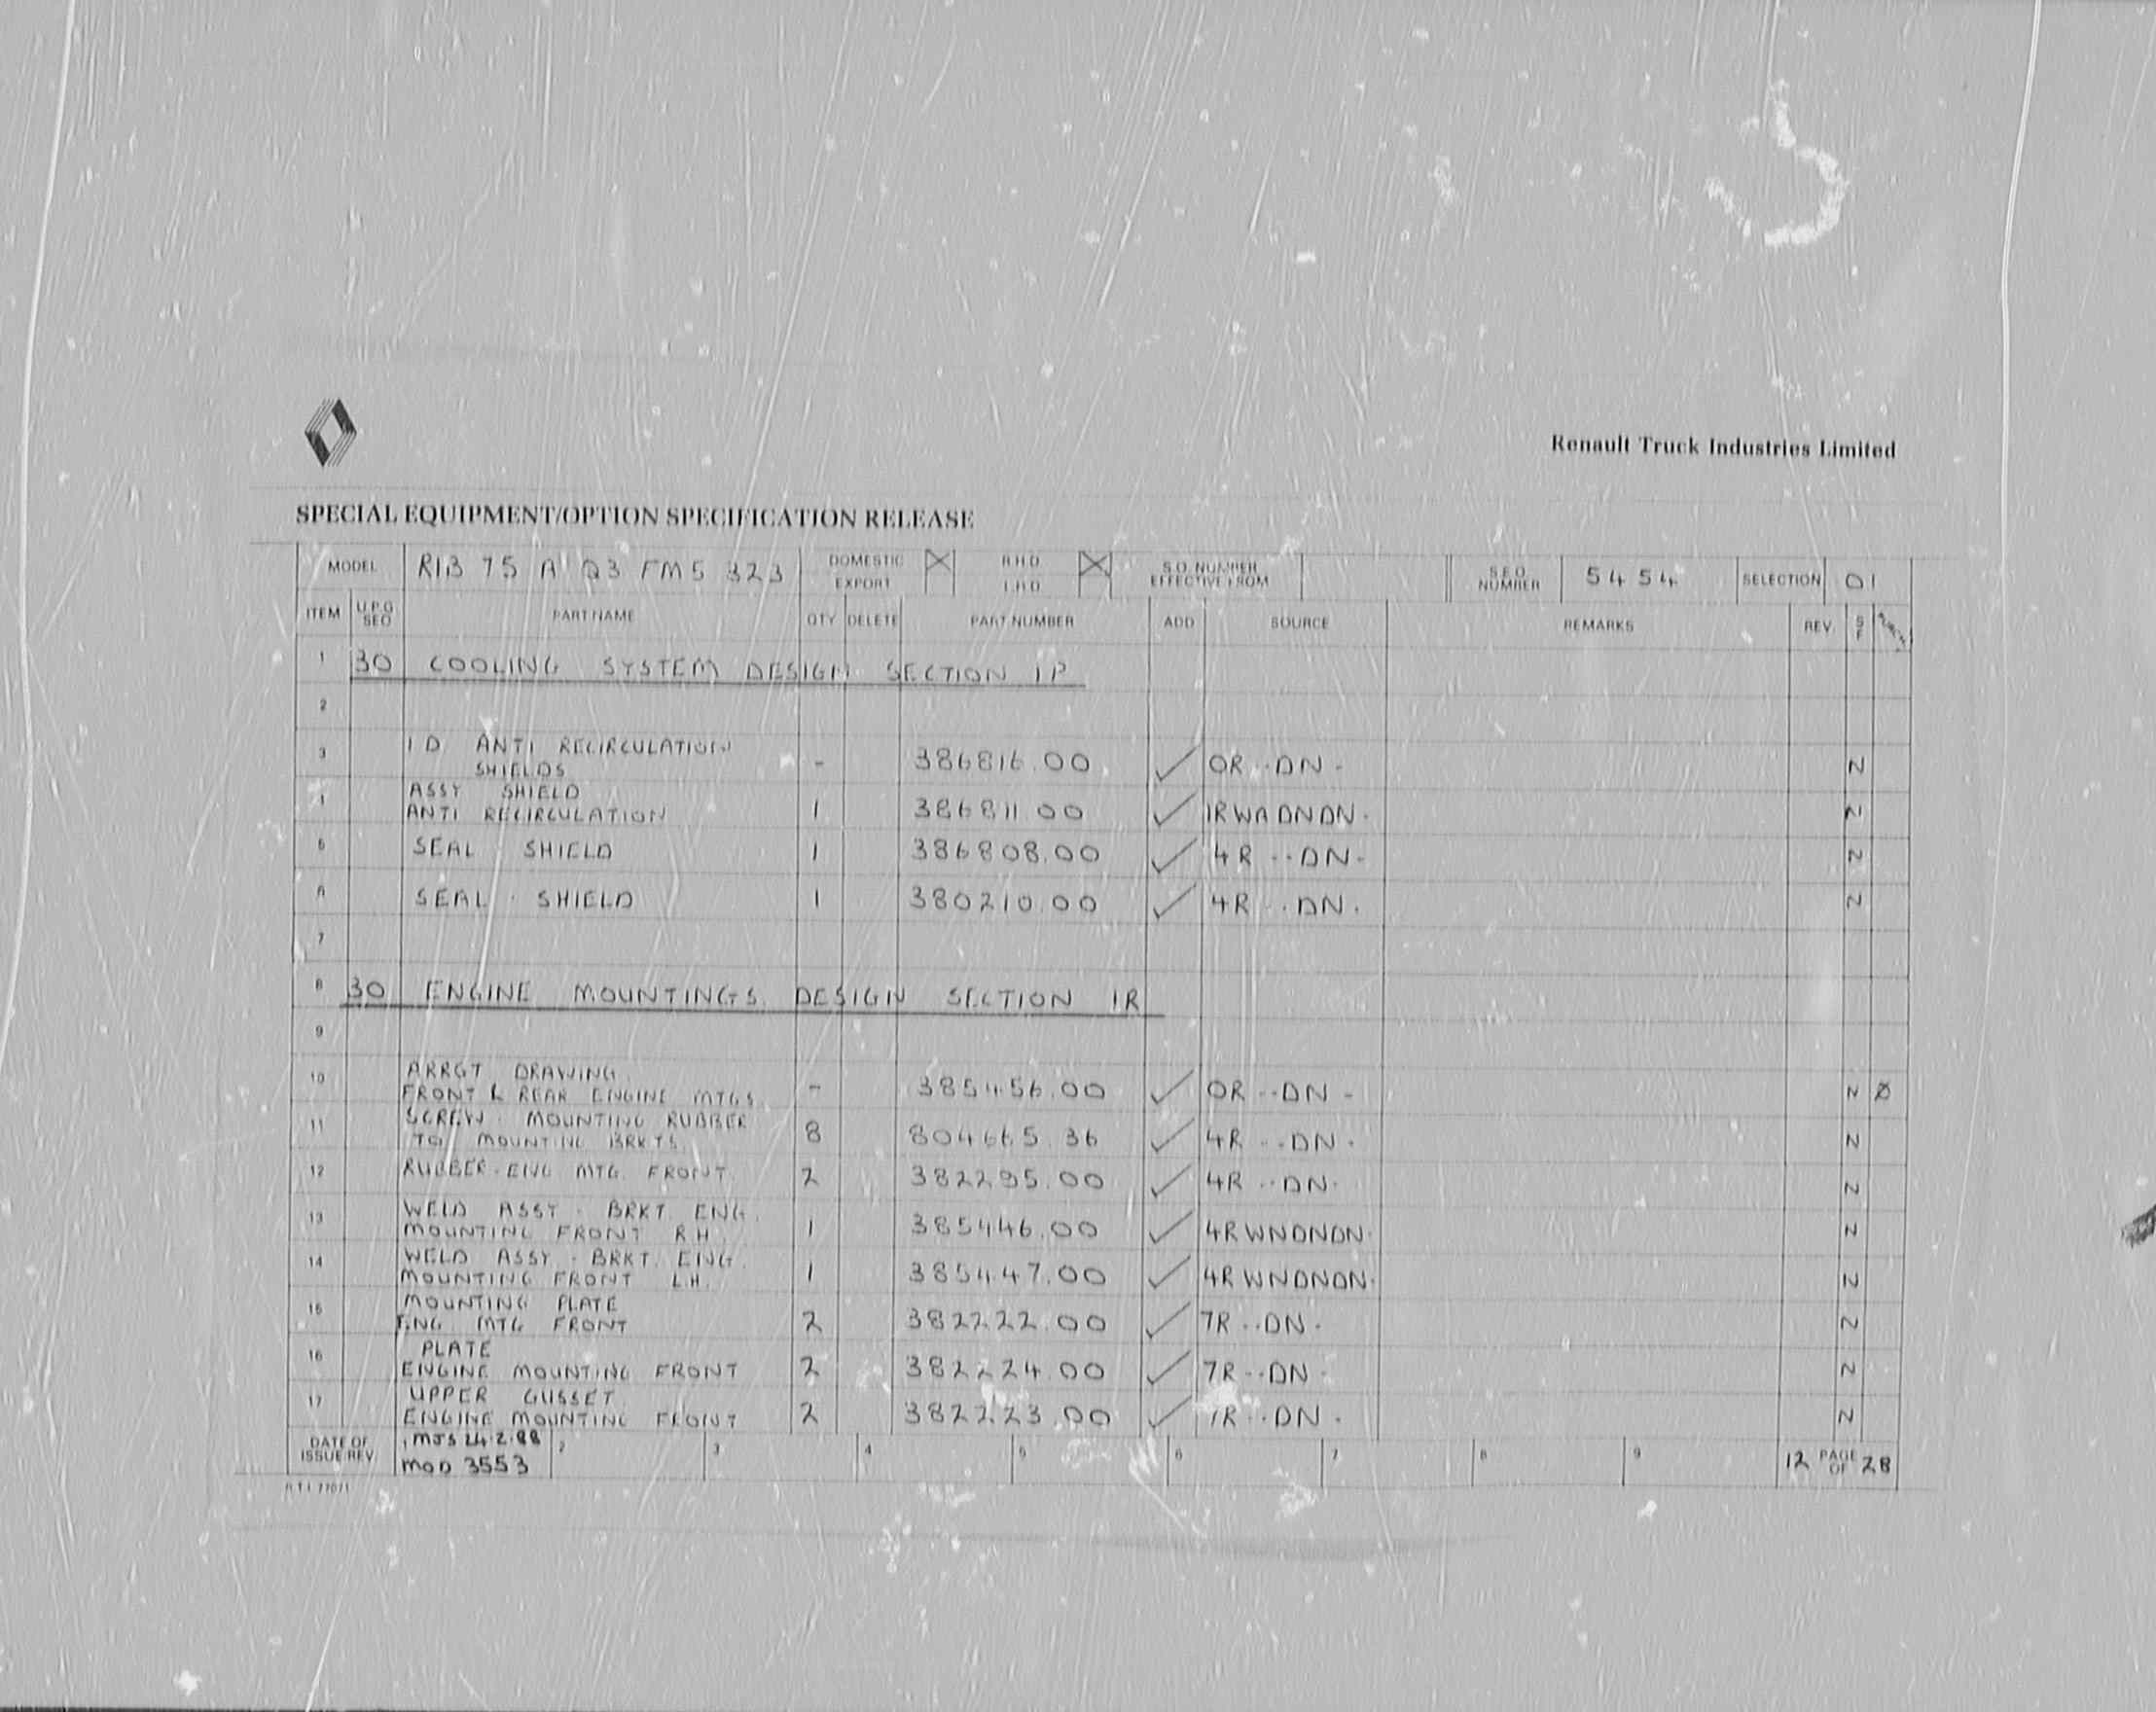 Renault Truck Industries Limited
SPECIAL EQUIPMENT/OPTION SPECIFICATION RELEASE
MODEL R1B 75 A Q3 FM5 323 DOMESTIC EXPORT R.H.D L.H.D S.O. NUMBER EFFECTIVE FROM S.E.O. NUMBER 5454 SELECTION 01
ITEM U.P.G SEO PART NAME QTY DELETE PART NUMBER ADD SOURCE REMARKS REV. S F
1 30 COOLING SYSTEM DESIGN SECTION 1P
2
3 I D ANTI RECIRCULATION
SHIELDS - 386816.00 ✓ OR ..DN-
ASSY SHIELD
ANTI RECIRCULATION 1 386811.00 ✓ 1RWADNDN. N
5 SEAL SHIELD 1 386808.00 ✓ 4R ..DN- N
6 SEAL SHIELD 1 380210.00 ✓ 4R ..DN. N
7
8 30 ENGINE MOUNTINGS DESIGN SECTION 1R
9
10 ARRGT DRAWING
FRONT & REAR ENGINE MTGS - 385456.00 ✓ OR ..DN- N Ø
11 SCREW. MOUNTING RUBBER
TO MOUNTING BRKTS 8 804665.36 ✓ 4R ..DN. N
12 RUBBER-ENG MTG. FRONT 2 382295.00 ✓ 4R ..DN. N
13 WELD ASSY - BRKT. ENG.
MOUNTING FRONT R.H. 1 385446.00 ✓ 4RWNDNDN. N
14 WELD ASSY - BRKT. ENG.
MOUNTING FRONT L.H. 1 385447.00 ✓ 4RWNDNDN. N
15 MOUNTING PLATE
ENG. MTG FRONT 2 382222.00 ✓ 7R ..DN. N
16 PLATE
ENGINE MOUNTING FRONT 2 382224.00 ✓ 7R ..DN- N
17 UPPER GUSSET
ENGINE MOUNTING FRONT 2 382223.00 ✓ 7R ..DN. N
DATE OF ISSUE/REV. 1 MJS 24.2.88 2 3 4 5 6 7 8 9 12 PAGE OF 28
MOD 3553